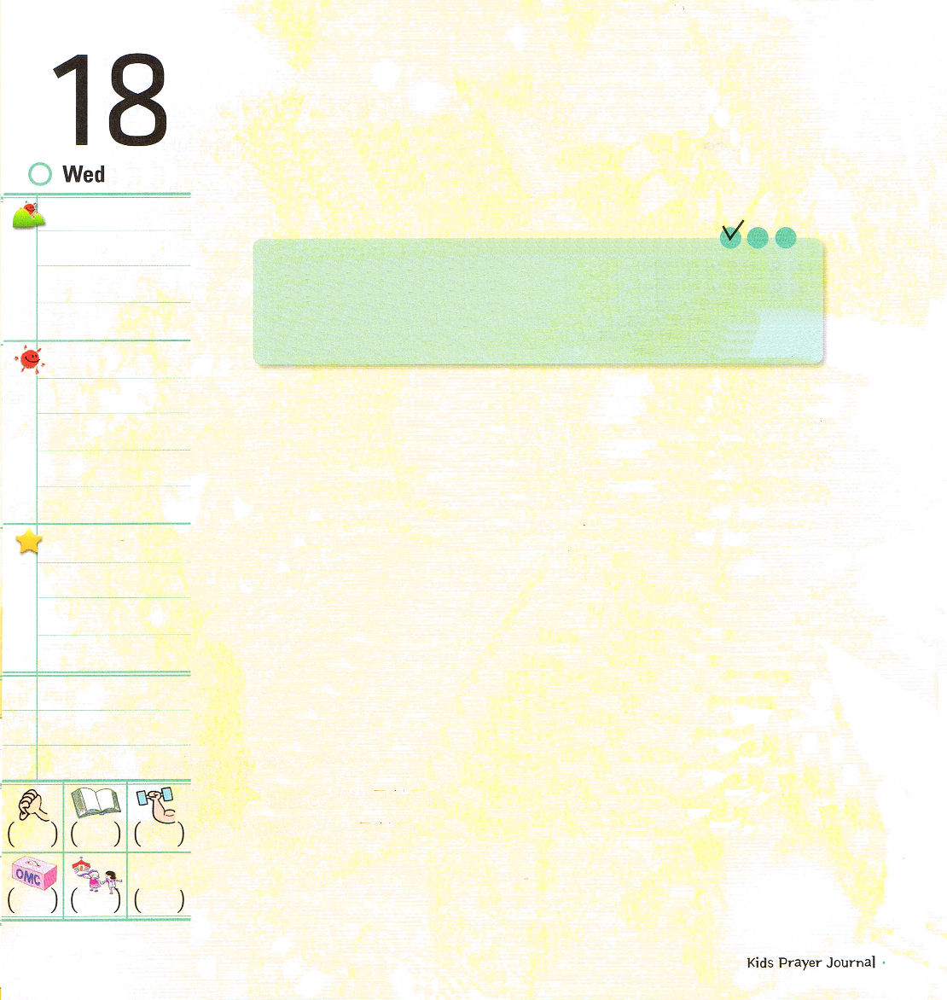 18
Wed
( ) ( ) ( )
OMC
( ) ( ) ( )
Kids Prayer Journal